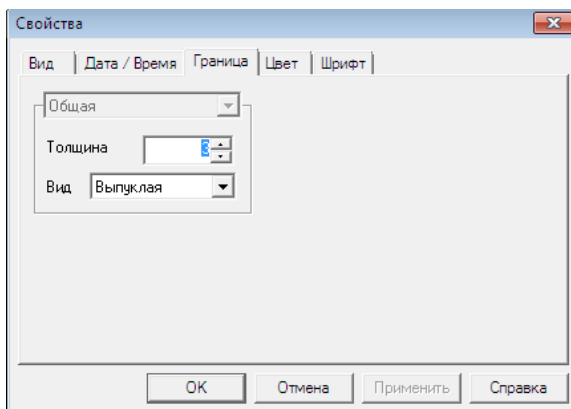 Свойства
Вид Дата / Время Граница Цвет Шрифт
Общая
Толщина 3
Вид Выпуклая
OK Отмена Применить Справка